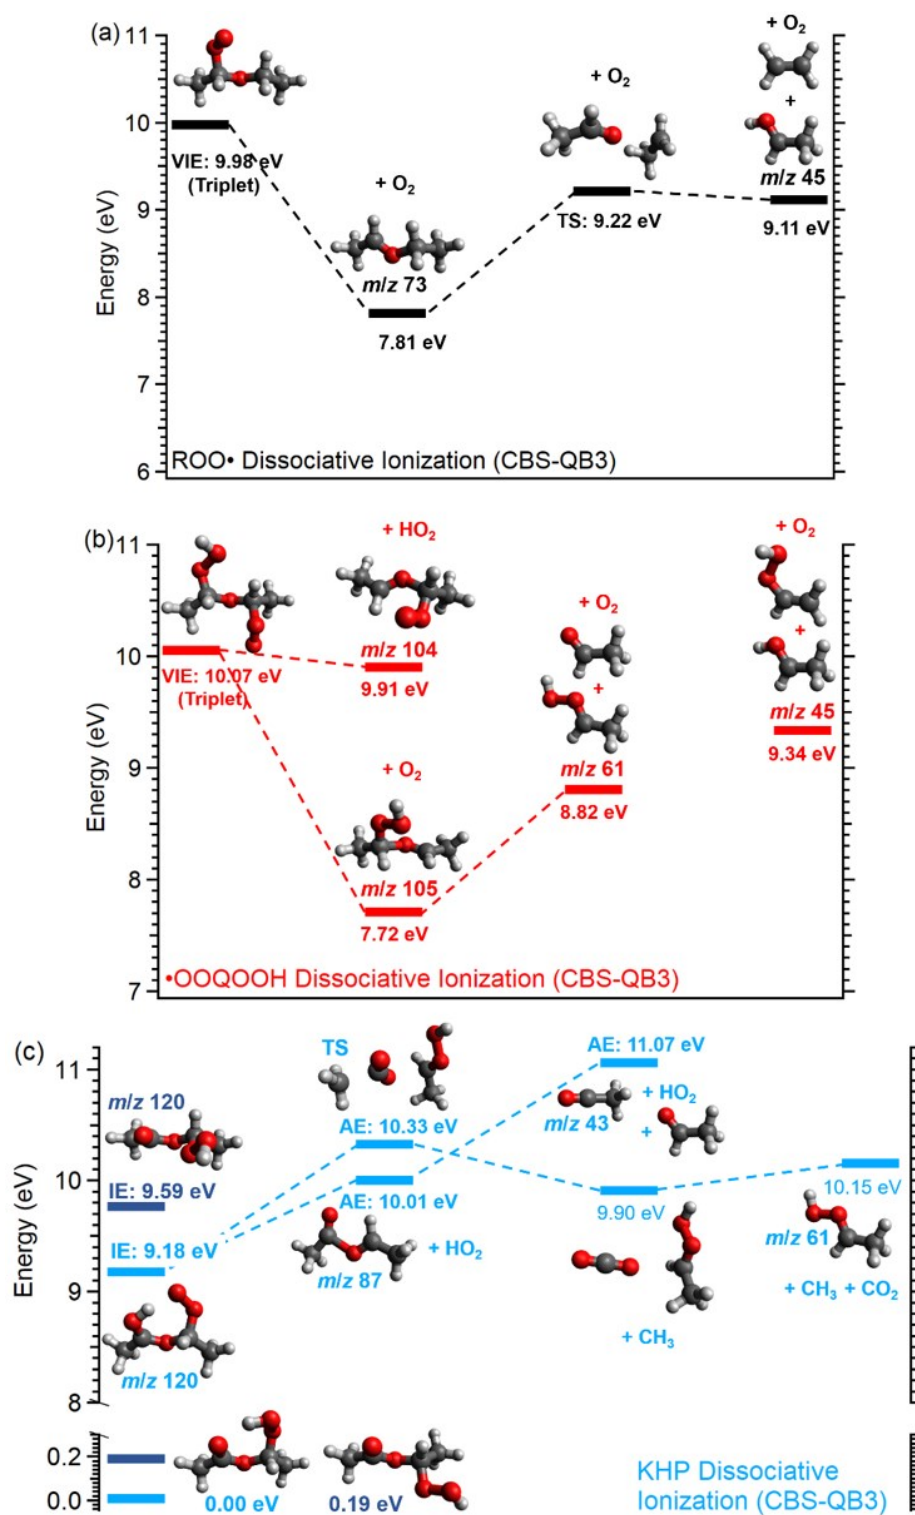 (a)
+ O₂
11
10
9
8
7
6
Energy (eV)
+ O₂
+
VIE: 9.98 eV
(Triplet)
+ O₂
m/z 73
7.81 eV
TS: 9.22 eV
m/z 45
9.11 eV
ROO• Dissociative Ionization (CBS-QB3)
(b)
11
10
9
8
7
Energy (eV)
+ HO₂
+ O₂
VIE: 10.07 eV
(Triplet)
m/z 104
9.91 eV
+ O₂
+
m/z 61
8.82 eV
+
m/z 45
9.34 eV
+ O₂
m/z 105
7.72 eV
•OOQOOH Dissociative Ionization (CBS-QB3)
(c)
11
10
9
8
0.2
0.0
Energy (eV)
TS
AE: 11.07 eV
m/z 120
AE: 10.33 eV
m/z 43
+ HO₂
+
IE: 9.59 eV
AE: 10.01 eV
9.90 eV
10.15 eV
IE: 9.18 eV
m/z 87
+ HO₂
m/z 61
+ CH₃
+ CH₃ + CO₂
m/z 120
0.00 eV
0.19 eV
KHP Dissociative
Ionization (CBS-QB3)